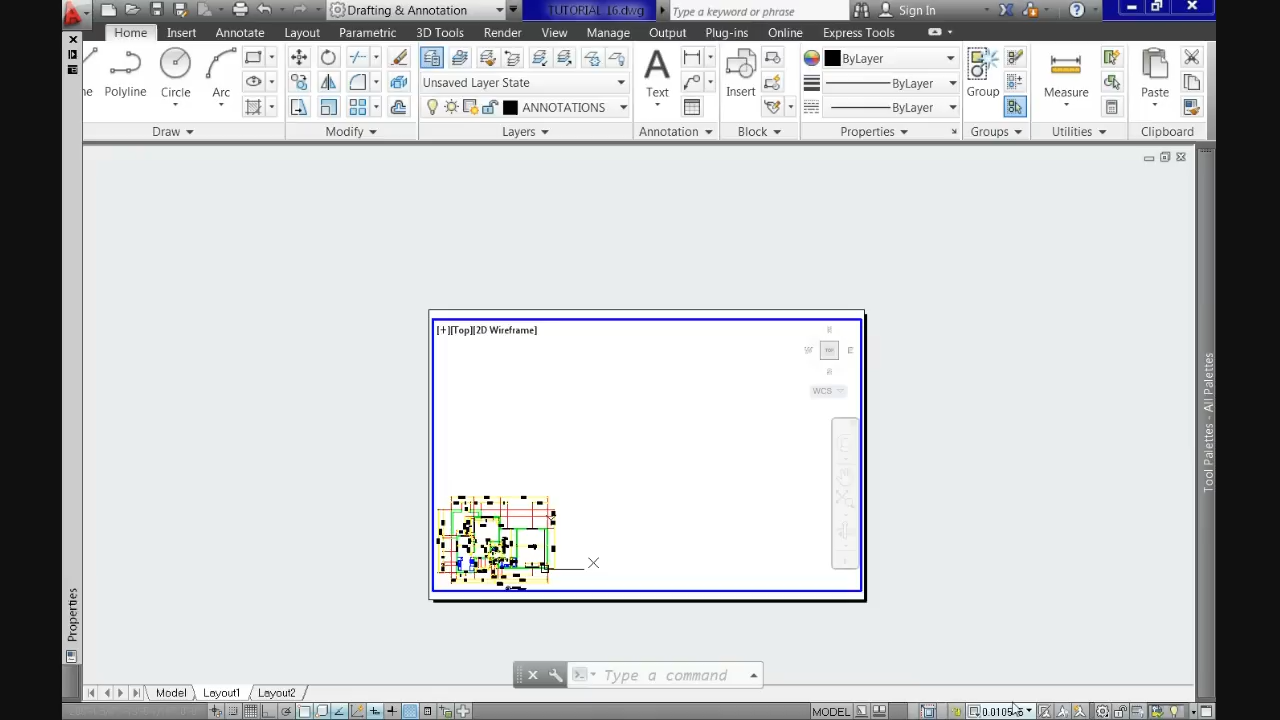 Drafting & Annotation
TUTORIAL 16.dwg
Type a keyword or phrase
Sign In
Home Insert Annotate Layout Parametric 3D Tools Render View Manage Output Plug-ins Online Express Tools
Polyline Circle Arc
Unsaved Layer State
ANNOTATIONS
Text
Insert
ByLayer
ByLayer
ByLayer
Group
Measure
Paste
Draw Modify Layers Annotation Block Properties Groups Utilities Clipboard
[+][Top][2D Wireframe]
TOP
WCS
Tool Palettes - All Palettes
Properties
Type a command
Model Layout1 Layout2
MODEL